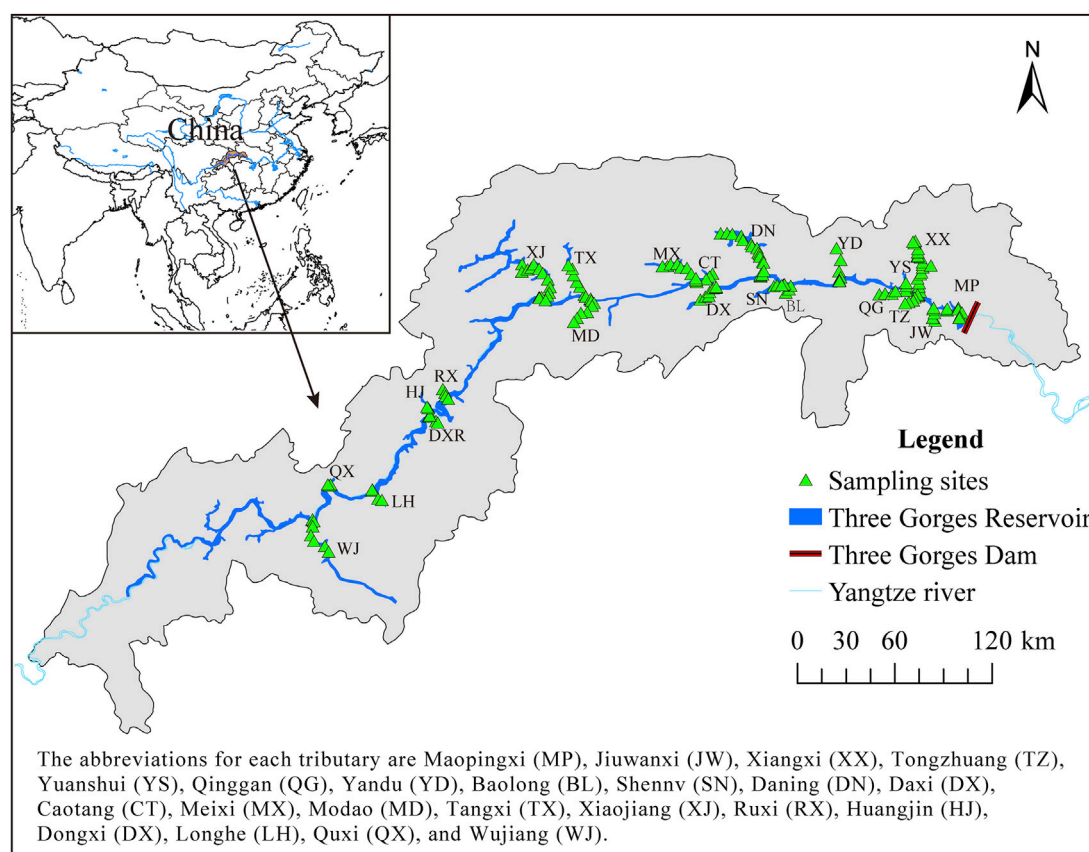 China
N
XJ
TX
MX
CT
DN
YD
XX
YS
MP
MD
DX
SN
BL
QG
TZ
JW
RX
HJ
DXR
QX
LH
WJ
Legend
Sampling sites
Three Gorges Reservoir
Three Gorges Dam
Yangtze river
0 30 60 120 km
The abbreviations for each tributary are Maopingxi (MP), Jiuwanxi (JW), Xiangxi (XX), Tongzhuang (TZ),
Yuanshui (YS), Qinggan (QG), Yandu (YD), Baolong (BL), Shennv (SN), Daning (DN), Daxi (DX),
Caotang (CT), Meixi (MX), Modao (MD), Tangxi (TX), Xiaojiang (XJ), Ruxi (RX), Huangjin (HJ),
Dongxi (DX), Longhe (LH), Quxi (QX), and Wujiang (WJ).